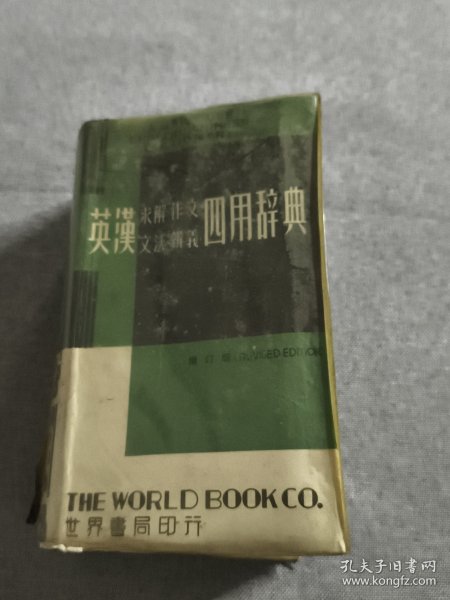 英漢 求解 作文 四用辞典
文法 辨義
增訂版 (REVISED EDITION)
THE WORLD BOOK CO.
世界書局印行
孔夫子旧书网
www.kongfz.com